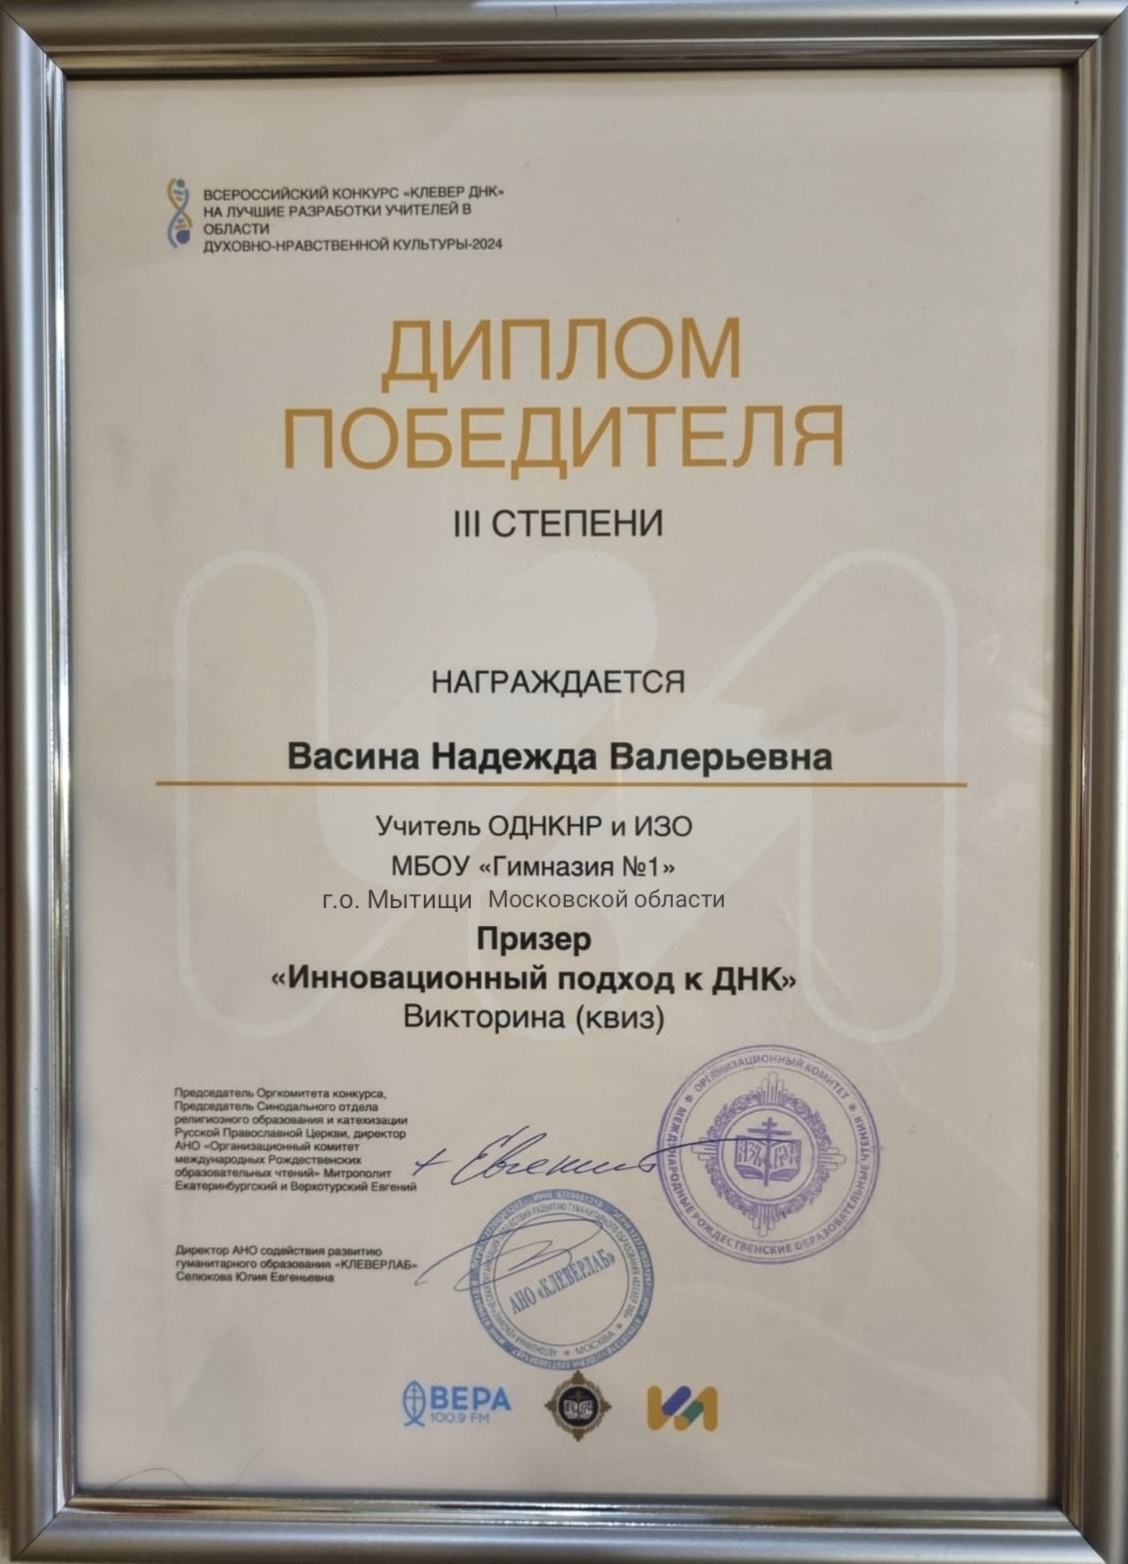 ВСЕРОССИЙСКИЙ КОНКУРС «КЛЕВЕР ДНК»
НА ЛУЧШИЕ РАЗРАБОТКИ УЧИТЕЛЕЙ В
ОБЛАСТИ
ДУХОВНО-НРАВСТВЕННОЙ КУЛЬТУРЫ-2024
ДИПЛОМ
ПОБЕДИТЕЛЯ
III СТЕПЕНИ
НАГРАЖДАЕТСЯ
Васина Надежда Валерьевна
Учитель ОДНКНР и ИЗО
МБОУ «Гимназия №1»
г.о. Мытищи Московской области
Призер
«Инновационный подход к ДНК»
Викторина (квиз)
Председатель Оргкомитета конкурса,
Председатель Синодального отдела
религиозного образования и катехизации
Русской Православной Церкви, директор
АНО «Организационный комитет
международных Рождественских
образовательных чтений» Митрополит
Екатеринбургский и Верхотурский Евгений
+ Евгений
ОРГАНИЗАЦИОННЫЙ КОМИТЕТ
МЕЖДУНАРОДНЫЕ РОЖДЕСТВЕНСКИЕ ОБРАЗОВАТЕЛЬНЫЕ ЧТЕНИЯ
Директор АНО содействия развитию
гуманитарного образования «КЛЕВЕРЛАБ»
Селюкова Юлия Евгеньевна
АНО «КЛЕВЕРЛАБ»
МОСКВА
ВЕРА
100.9 FM